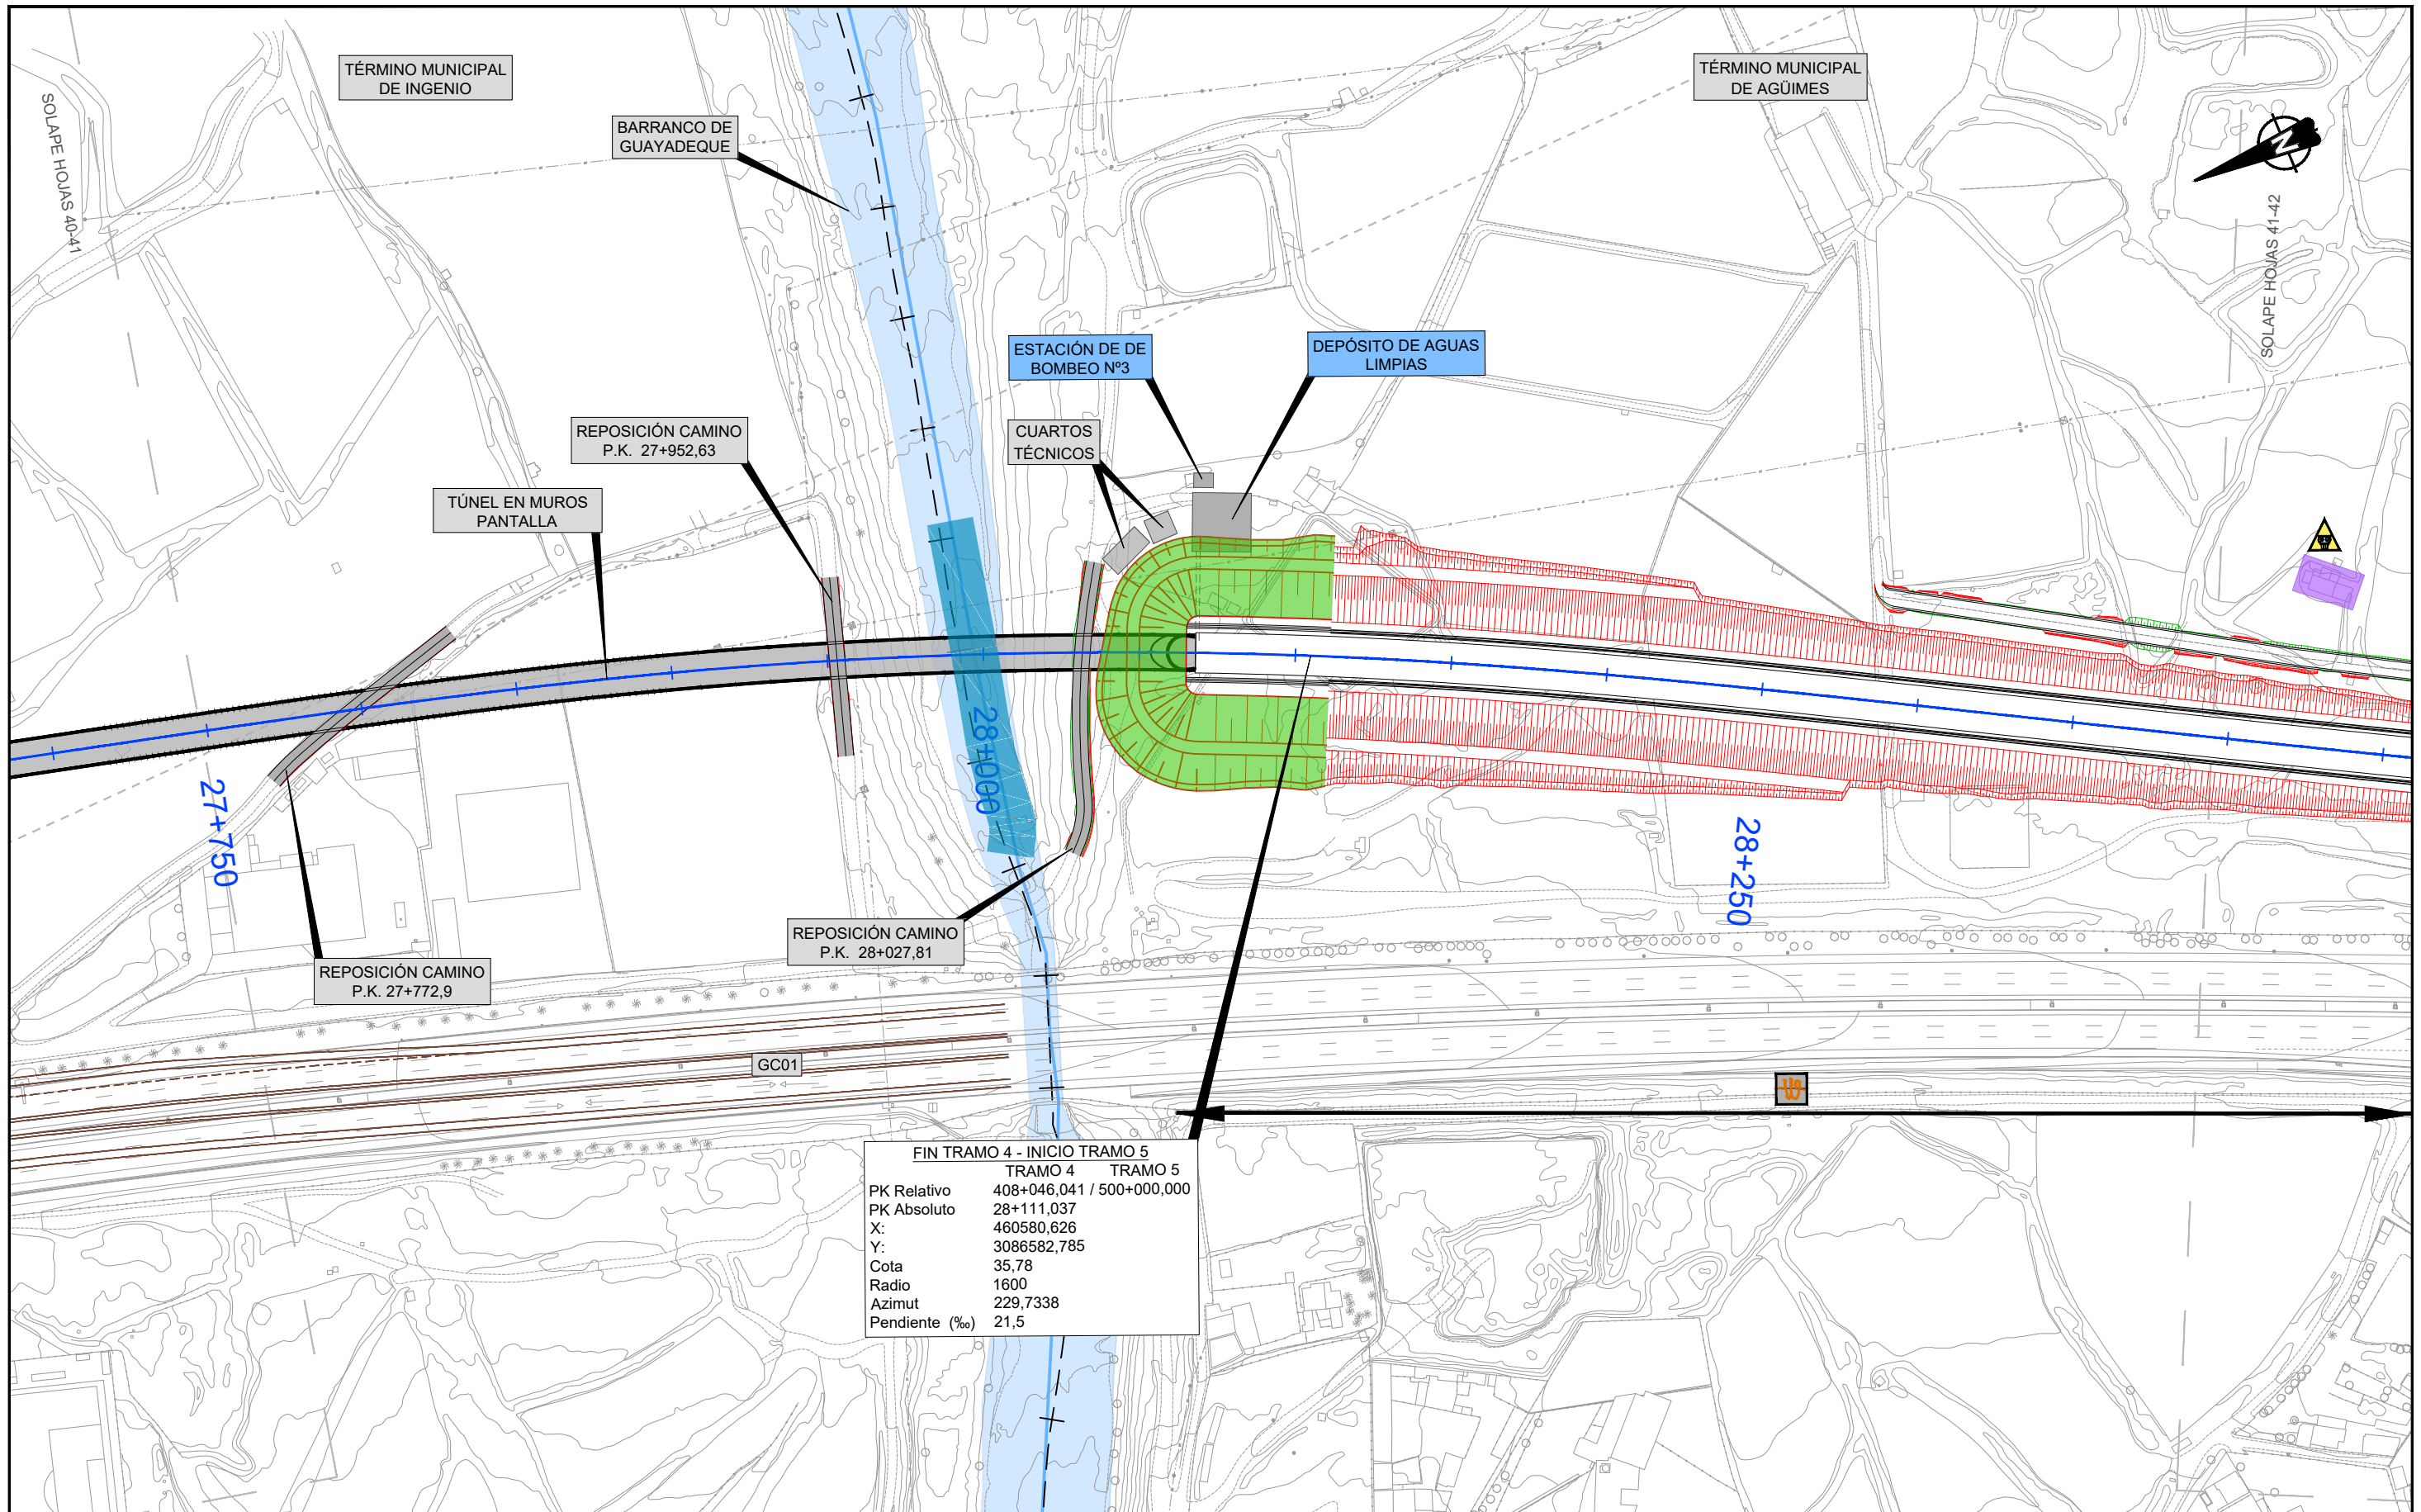 TÉRMINO MUNICIPAL
DE INGENIO
TÉRMINO MUNICIPAL
DE AGÜIMES
SOLAPE HOJAS 40-41
BARRANCO DE
GUAYADEQUE
N
SOLAPE HOJAS 41-42
ESTACIÓN DE DE
BOMBEO Nº3
DEPÓSITO DE AGUAS
LIMPIAS
REPOSICIÓN CAMINO
P.K. 27+952,63
CUARTOS
TÉCNICOS
TÚNEL EN MUROS
PANTALLA
27+750
28+000
28+250
REPOSICIÓN CAMINO
P.K. 28+027,81
REPOSICIÓN CAMINO
P.K. 27+772,9
GC01
FIN TRAMO 4 - INICIO TRAMO 5
TRAMO 4 TRAMO 5
PK Relativo 408+046,041 / 500+000,000
PK Absoluto 28+111,037
X: 460580,626
Y: 3086582,785
Cota 35,78
Radio 1600
Azimut 229,7338
Pendiente (‰) 21,5